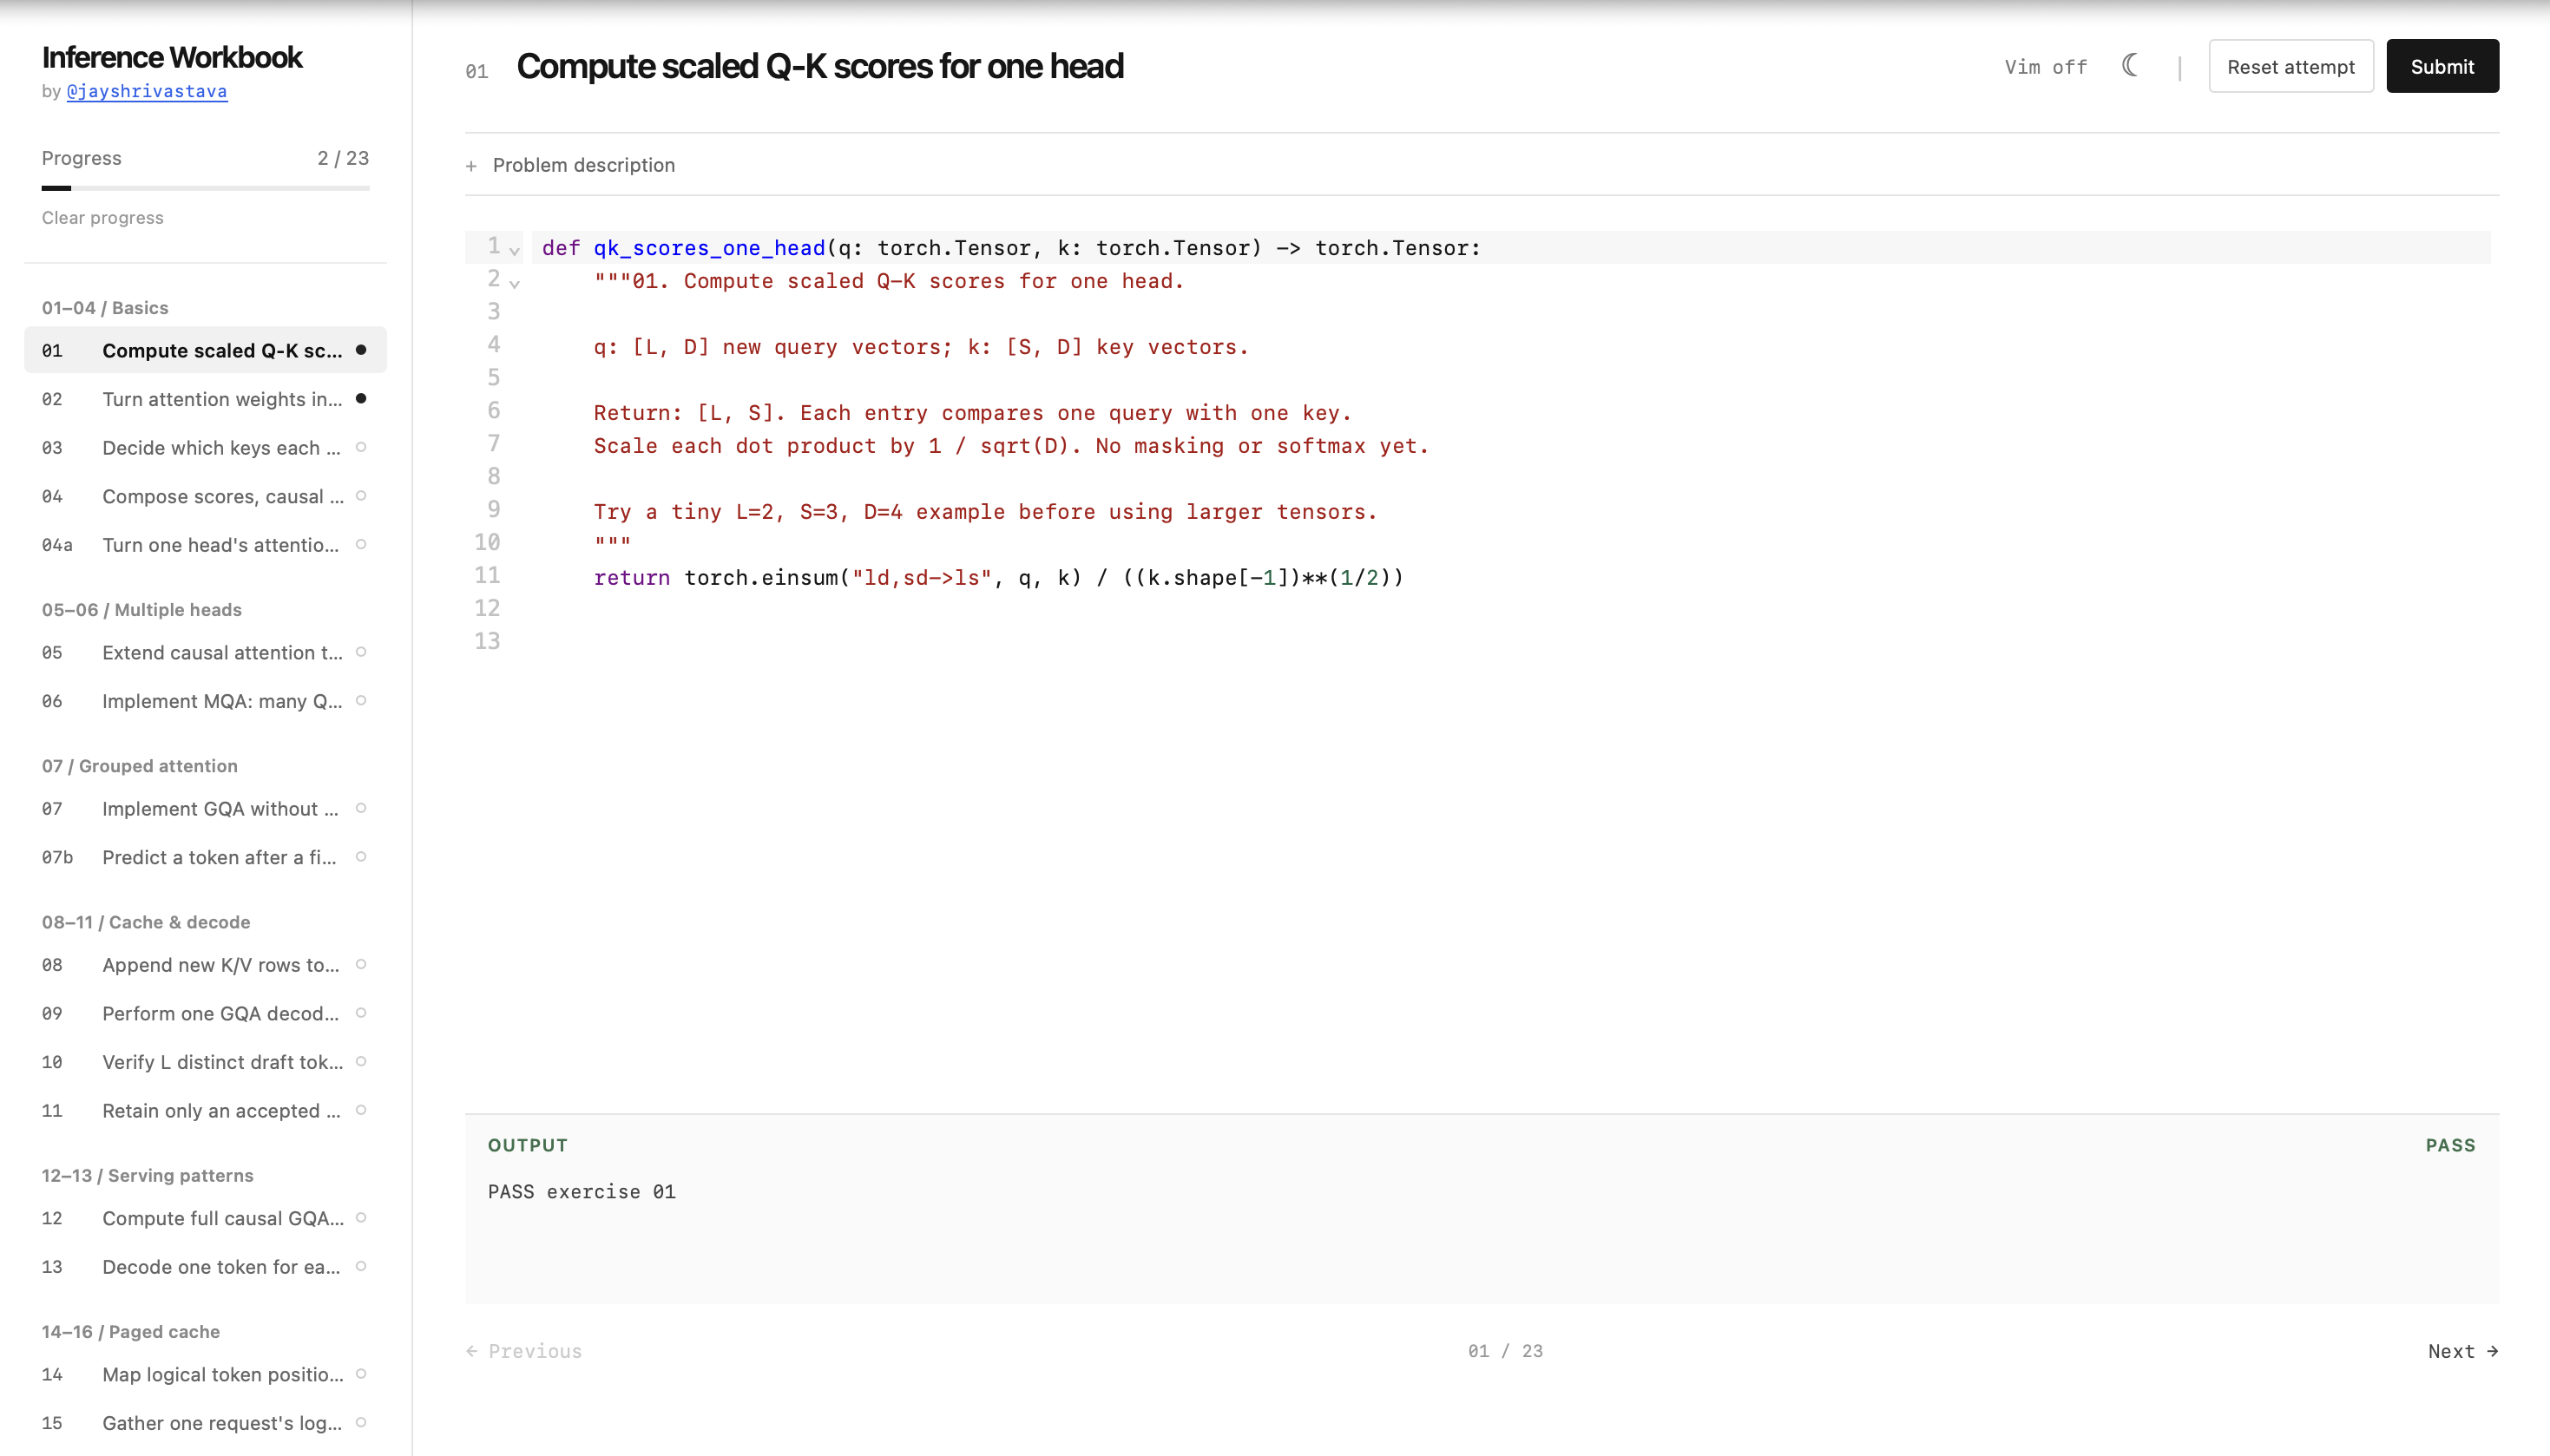 Inference Workbook
by @jayshrivastava
Progress 2 / 23
Clear progress
01–04 / Basics
01 Compute scaled Q-K sc...
02 Turn attention weights in...
03 Decide which keys each ...
04 Compose scores, causal ...
04a Turn one head's attentio...
05–06 / Multiple heads
05 Extend causal attention t...
06 Implement MQA: many Q...
07 / Grouped attention
07 Implement GQA without ...
07b Predict a token after a fi...
08–11 / Cache & decode
08 Append new K/V rows to...
09 Perform one GQA decod...
10 Verify L distinct draft tok...
11 Retain only an accepted ...
12–13 / Serving patterns
12 Compute full causal GQA...
13 Decode one token for ea...
14–16 / Paged cache
14 Map logical token positio...
15 Gather one request's log...
01 Compute scaled Q-K scores for one head
Vim off | Reset attempt Submit
+ Problem description
1 def qk_scores_one_head(q: torch.Tensor, k: torch.Tensor) -> torch.Tensor:
2 """01. Compute scaled Q-K scores for one head.
3
4 q: [L, D] new query vectors; k: [S, D] key vectors.
5
6 Return: [L, S]. Each entry compares one query with one key.
7 Scale each dot product by 1 / sqrt(D). No masking or softmax yet.
8
9 Try a tiny L=2, S=3, D=4 example before using larger tensors.
10 """
11 return torch.einsum("ld,sd->ls", q, k) / ((k.shape[-1])**(1/2))
12
13
OUTPUT PASS
PASS exercise 01
← Previous 01 / 23 Next →